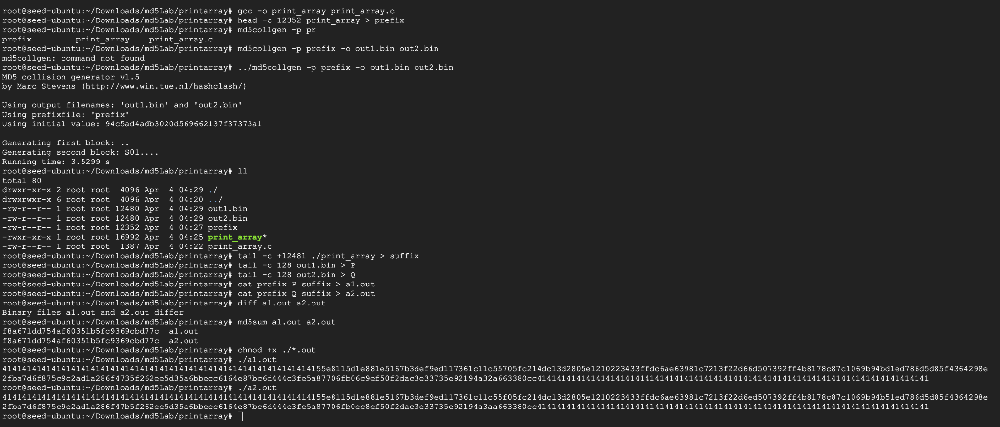 root@seed-ubuntu:~/Downloads/md5Lab/printarray# gcc -o print_array print_array.c
root@seed-ubuntu:~/Downloads/md5Lab/printarray# head -c 12352 print_array > prefix
root@seed-ubuntu:~/Downloads/md5Lab/printarray# md5collgen -p pr
prefix         print_array    print_array.c
root@seed-ubuntu:~/Downloads/md5Lab/printarray# md5collgen -p prefix -o out1.bin out2.bin
md5collgen: command not found
root@seed-ubuntu:~/Downloads/md5Lab/printarray# ../md5collgen -p prefix -o out1.bin out2.bin
MD5 collision generator v1.5
by Marc Stevens (http://www.win.tue.nl/hashclash/)

Using output filenames: 'out1.bin' and 'out2.bin'
Using prefixfile: 'prefix'
Using initial value: 94c5ad4adb3020d569662137f37373a1

Generating first block: ..
Generating second block: S01....
Running time: 3.5299 s
root@seed-ubuntu:~/Downloads/md5Lab/printarray# ll
total 80
drwxr-xr-x 2 root root  4096 Apr  4 04:29 ./
drwxrwxr-x 6 root root  4096 Apr  4 04:20 ../
-rw-r--r-- 1 root root 12480 Apr  4 04:29 out1.bin
-rw-r--r-- 1 root root 12480 Apr  4 04:29 out2.bin
-rw-r--r-- 1 root root 12352 Apr  4 04:27 prefix
-rwxr-xr-x 1 root root 16992 Apr  4 04:25 print_array*
-rw-r--r-- 1 root root  1387 Apr  4 04:22 print_array.c
root@seed-ubuntu:~/Downloads/md5Lab/printarray# tail -c +12481 ./print_array > suffix
root@seed-ubuntu:~/Downloads/md5Lab/printarray# tail -c 128 out1.bin > P
root@seed-ubuntu:~/Downloads/md5Lab/printarray# tail -c 128 out2.bin > Q
root@seed-ubuntu:~/Downloads/md5Lab/printarray# cat prefix P suffix > a1.out
root@seed-ubuntu:~/Downloads/md5Lab/printarray# cat prefix Q suffix > a2.out
root@seed-ubuntu:~/Downloads/md5Lab/printarray# diff a1.out a2.out
Binary files a1.out and a2.out differ
root@seed-ubuntu:~/Downloads/md5Lab/printarray# md5sum a1.out a2.out
f8a671dd754af60351b5fc9369cbd77c  a1.out
f8a671dd754af60351b5fc9369cbd77c  a2.out
root@seed-ubuntu:~/Downloads/md5Lab/printarray# chmod +x ./*.out
root@seed-ubuntu:~/Downloads/md5Lab/printarray# ./a1.out
4141414141414141414141414141414141414141414141414141414141414155e8115d1e881e5167b3def9ed117361c11c55705fc214dc13d2805e1210223433ffdc6ae63981c7213f22d66d507392ff4b8178c87c1069b94bd1ed786d5d85f4364298e
2fba7d6f875c9c2ad1a286f4735f262ee5d35a6bbecc6164e87bc6d444c3fe5a87706fb06c9ef50f2dac3e33735e92194a32a663380cc41414141414141414141414141414141414141414141414141414141414141414141414141414141
root@seed-ubuntu:~/Downloads/md5Lab/printarray# ./a2.out
4141414141414141414141414141414141414141414141414141414141414155e8115d1e881e5167b3def9ed117361c11c55f05fc214dc13d2805e1210223433ffdc6ae63981c7213f22d6ed507392ff4b8178c87c1069b94b51ed786d5d85f4364298e
2fba7d6f875c9c2ad1a286f47b5f262ee5d35a6bbecc6164e87bc6d444c3fe5a87706fb0ec8ef50f2dac3e33735e92194a3aa663380cc41414141414141414141414141414141414141414141414141414141414141414141414141414141
root@seed-ubuntu:~/Downloads/md5Lab/printarray#